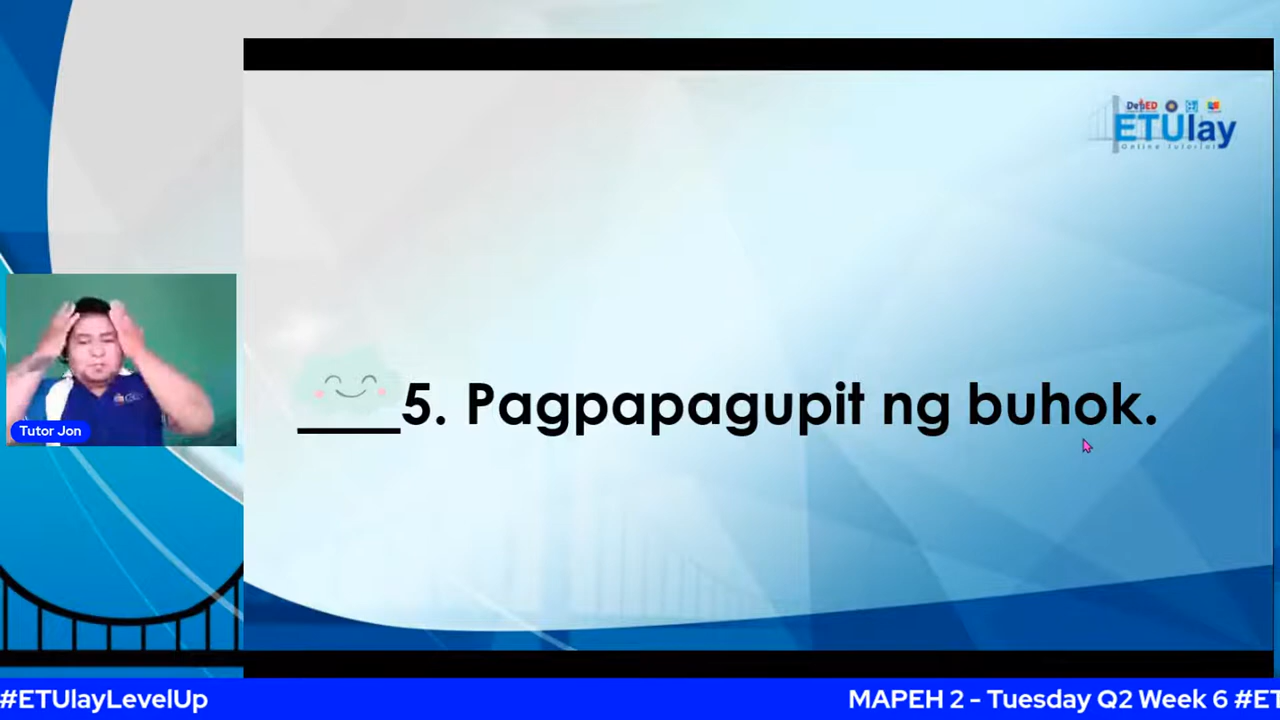 DepED
ETUlay
Online Tutorial
____5. Pagpapagupit ng buhok.
Tutor Jon
#ETUlayLevelUp
MAPEH 2 - Tuesday Q2 Week 6 #ET